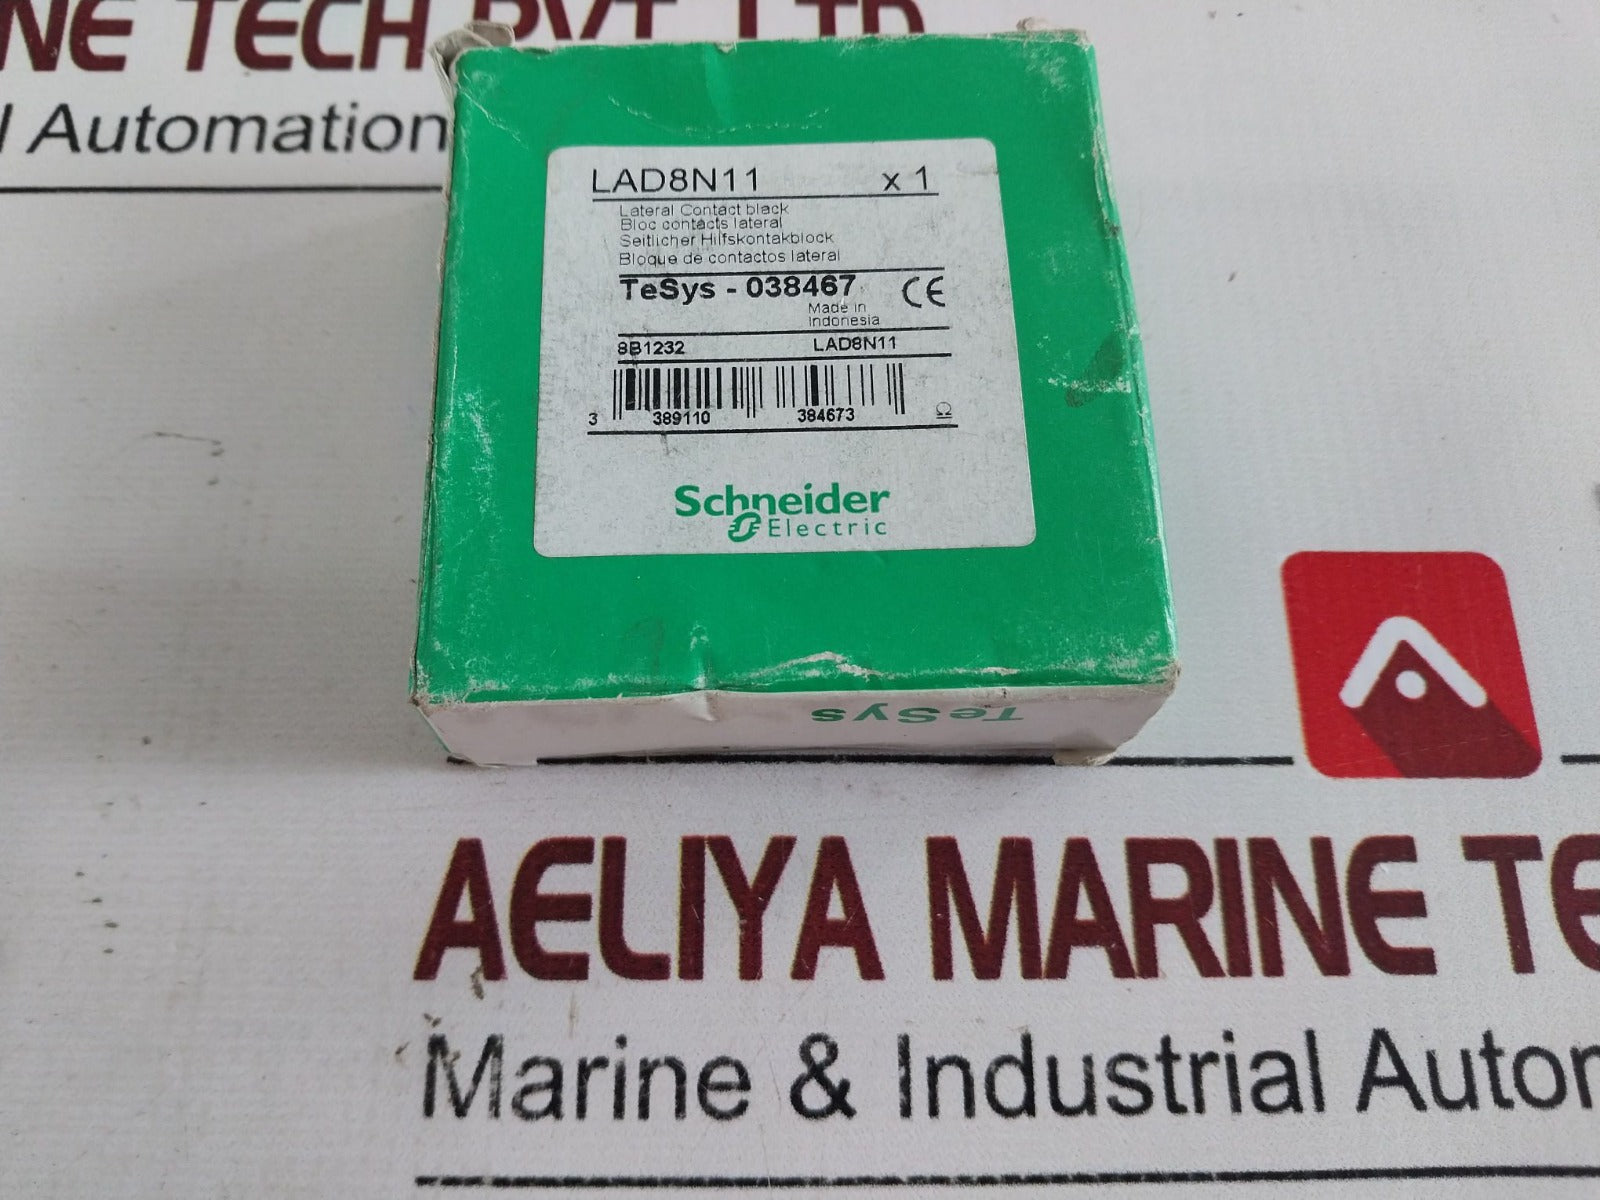 NE TECH PVT. LTD
l Automation
LAD8N11 x 1
Lateral Contact black
Bloc contacts lateral
Seitlicher Hilfskontakblock
Bloque de contactos lateral
TeSys - 038467 CE
Made in
Indonesia
8B1232 LAD8N11
3 389110 384673
Schneider
Electric
TeSys
AELIYA MARINE TE
Marine & Industrial Autom